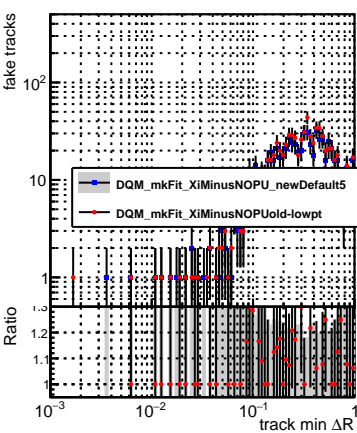 fake tracks
10²
10
1
DQM_mkFit_XiMinusNOPU_newDefault5
DQM_mkFit_XiMinusNOPUold-lowpt
Ratio
1.3
1.2
1.1
1
10⁻³ 10⁻² 10⁻¹ 1
track min ΔR